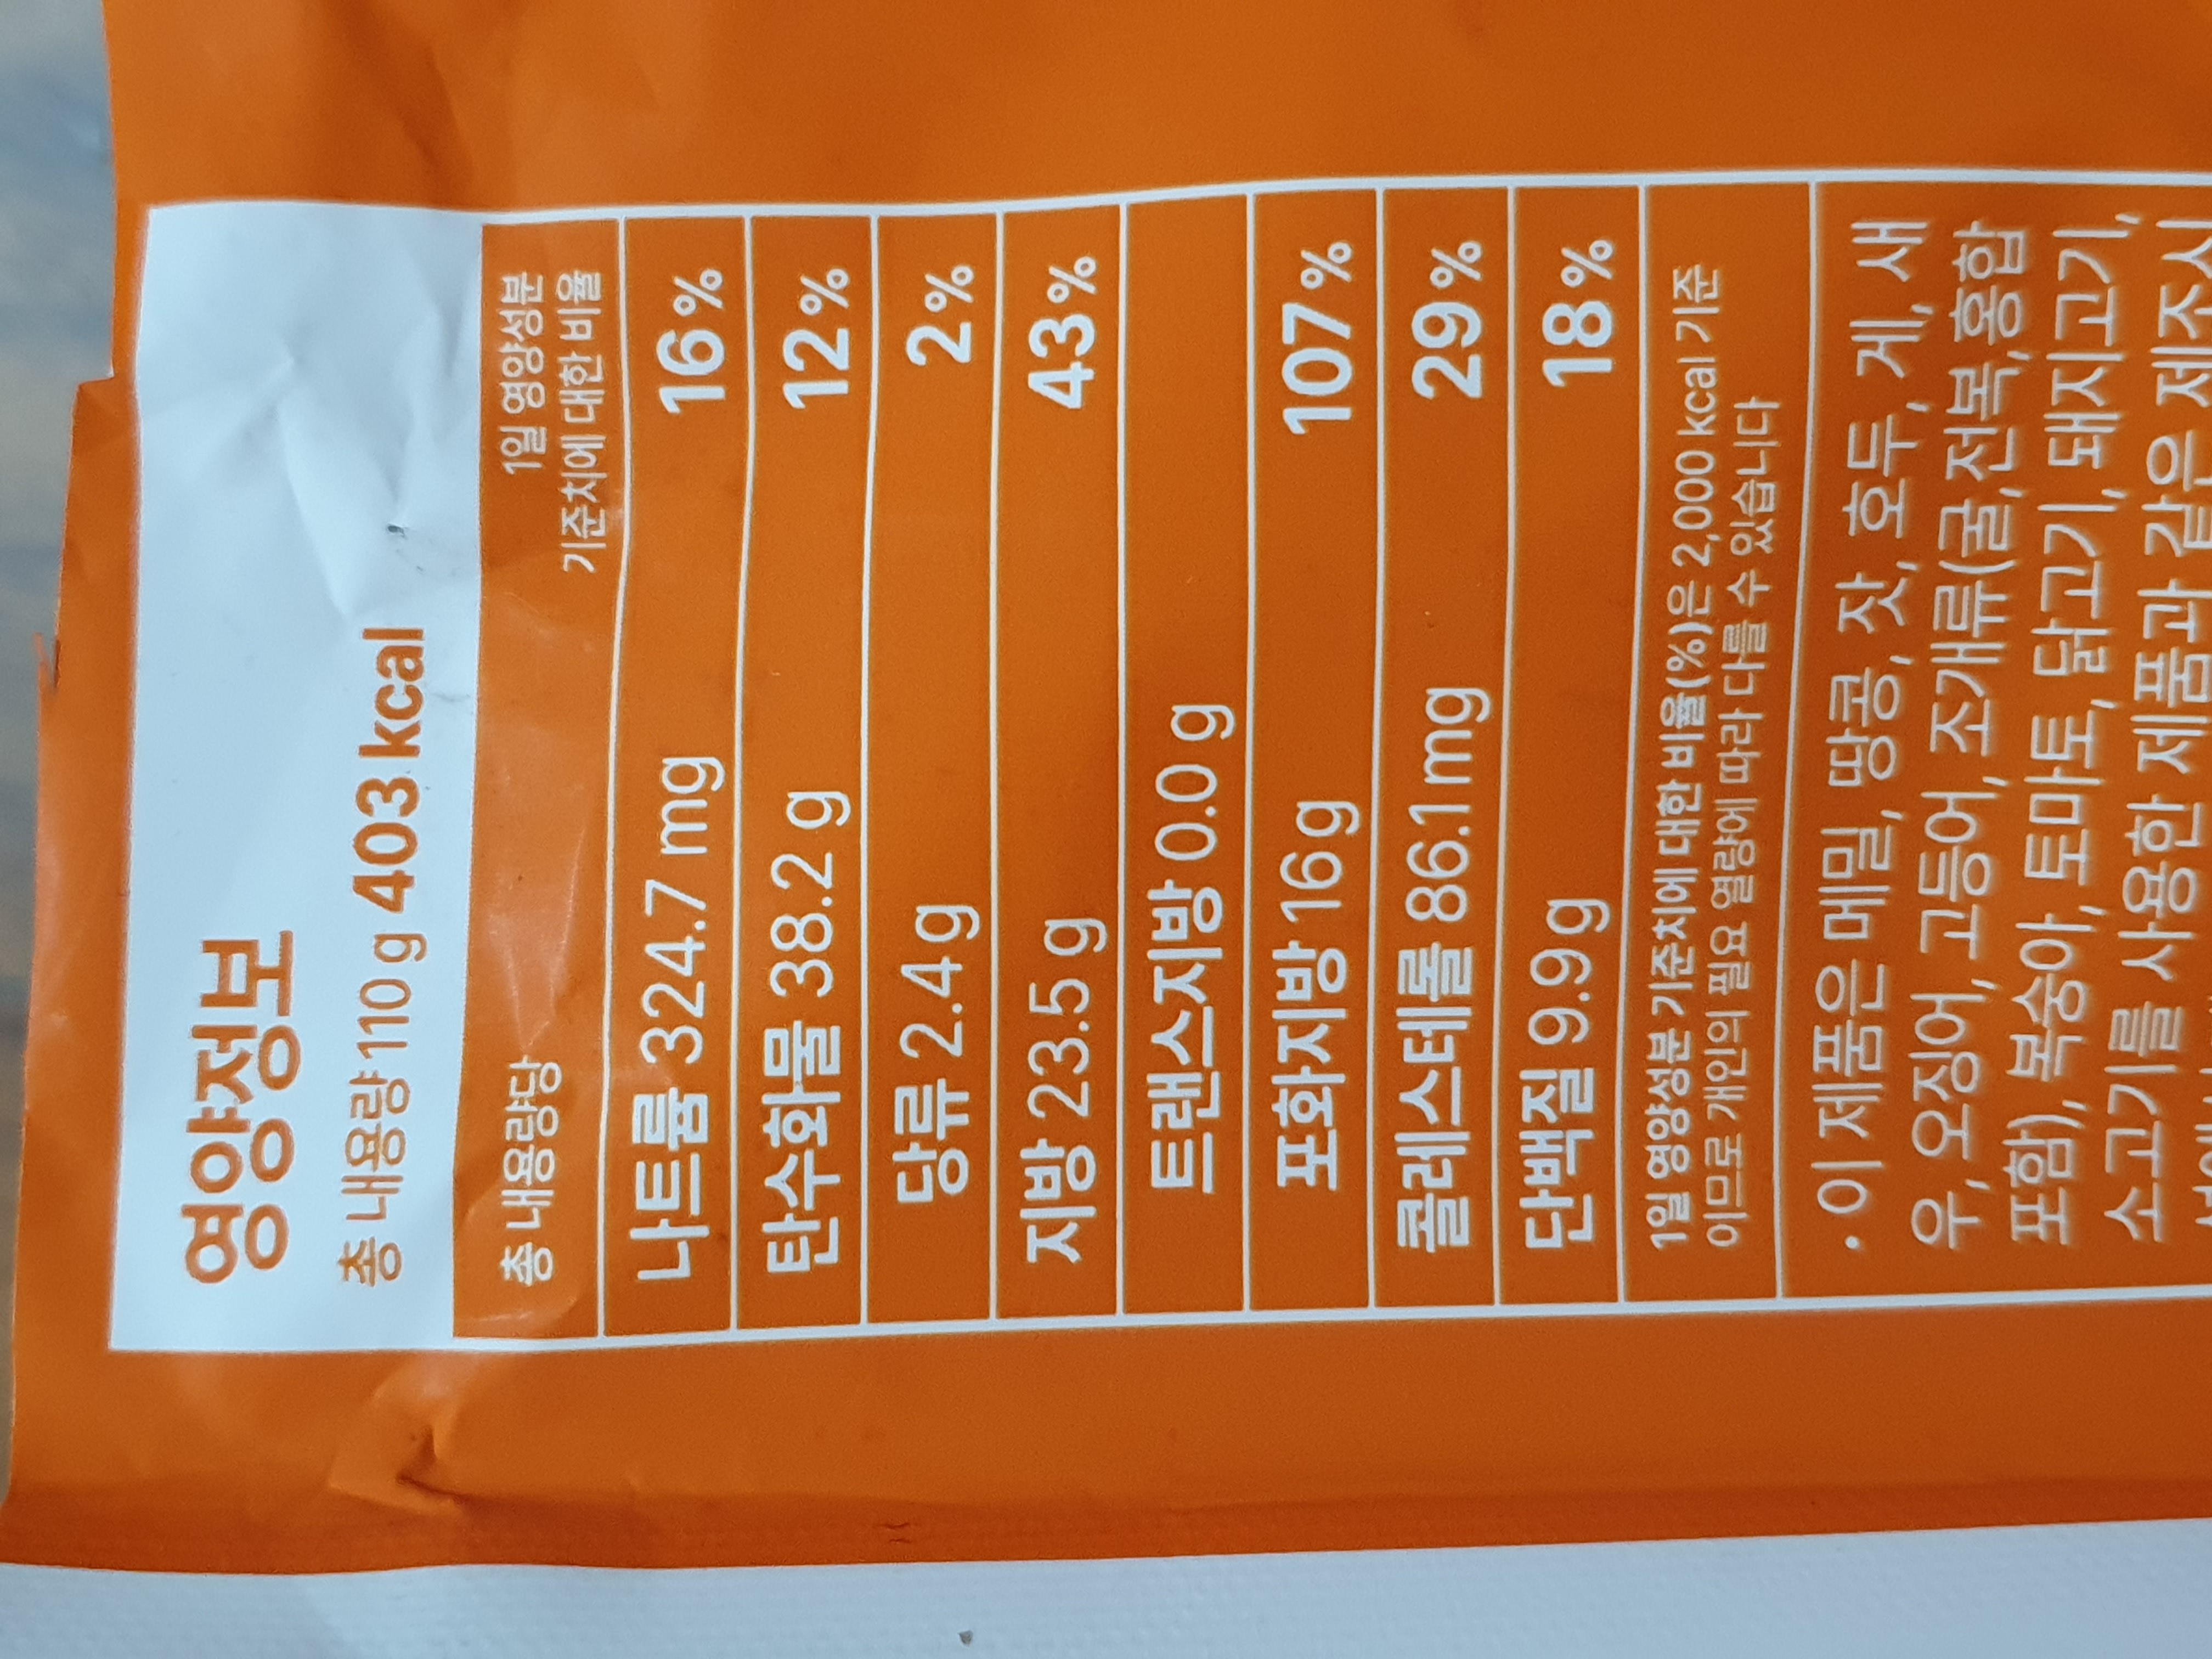 영양정보
총 내용량 110 g 403 kcal
총 내용량당 1일 영양성분
기준치에 대한 비율
나트륨 324.7 mg 16%
탄수화물 38.2 g 12%
당류 2.4 g 2%
지방 23.5 g 43%
트랜스지방 0.0 g
포화지방 16 g 107%
콜레스테롤 86.1 mg 29%
단백질 9.9 g 18%
1일 영양성분 기준치에 대한 비율(%)은 2,000 kcal 기준
이므로 개인의 필요 열량에 따라 다를 수 있습니다
• 이 제품은 메밀, 땅콩, 잣, 호두, 게, 새
우, 오징어, 고등어, 조개류(굴,전복,홍합
포함), 복숭아, 토마토, 닭고기, 돼지고기,
소고기를 사용한 제품과 같은 제조시